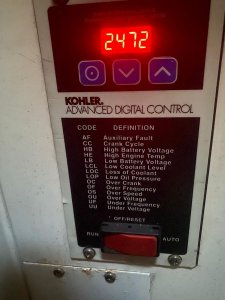 2472
KOHLER.
ADVANCED DIGITAL CONTROL
CODE DEFINITION
AF Auxiliary Fault
CC Crank Cycle
HB High Battery Voltage
HE High Engine Temp
LB Low Battery Voltage
LCL Low Coolant Level
LOC Loss of Coolant
LOP Low Oil Pressure
OC Over Crank
OF Over Frequency
OS Over Speed
OU Over Voltage
UF Under Frequency
UU Under Voltage
OFF/RESET
RUN AUTO